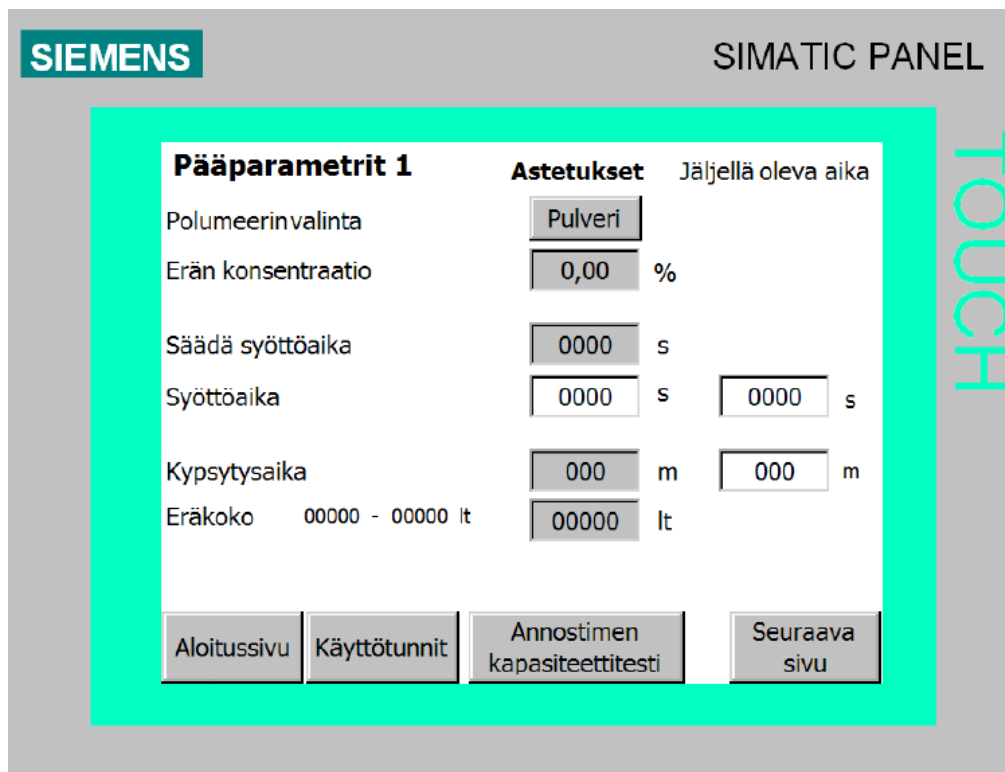 SIEMENS SIMATIC PANEL
TOUCH
Pääparametrit 1 Astetukset Jäljellä oleva aika
Polumeerinvalinta Pulveri
Erän konsentraatio 0,00 %
Säädä syöttöaika 0000 s
Syöttöaika 0000 s 0000 s
Kypsytysaika 000 m 000 m
Eräkoko 00000 - 00000 lt 00000 lt
Aloitussivu Käyttötunnit Annostimen kapasiteettitesti Seuraava sivu